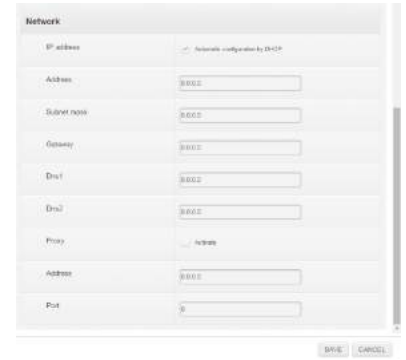 Network
IP address
Automatic configuration by DHCP
Address
0.0.0.0
Subnet mask
0.0.0.0
Gateway
0.0.0.0
Dns1
0.0.0.0
Dns2
0.0.0.0
Proxy
Activate
Address
0.0.0.0
Port
0
SAVE CANCEL